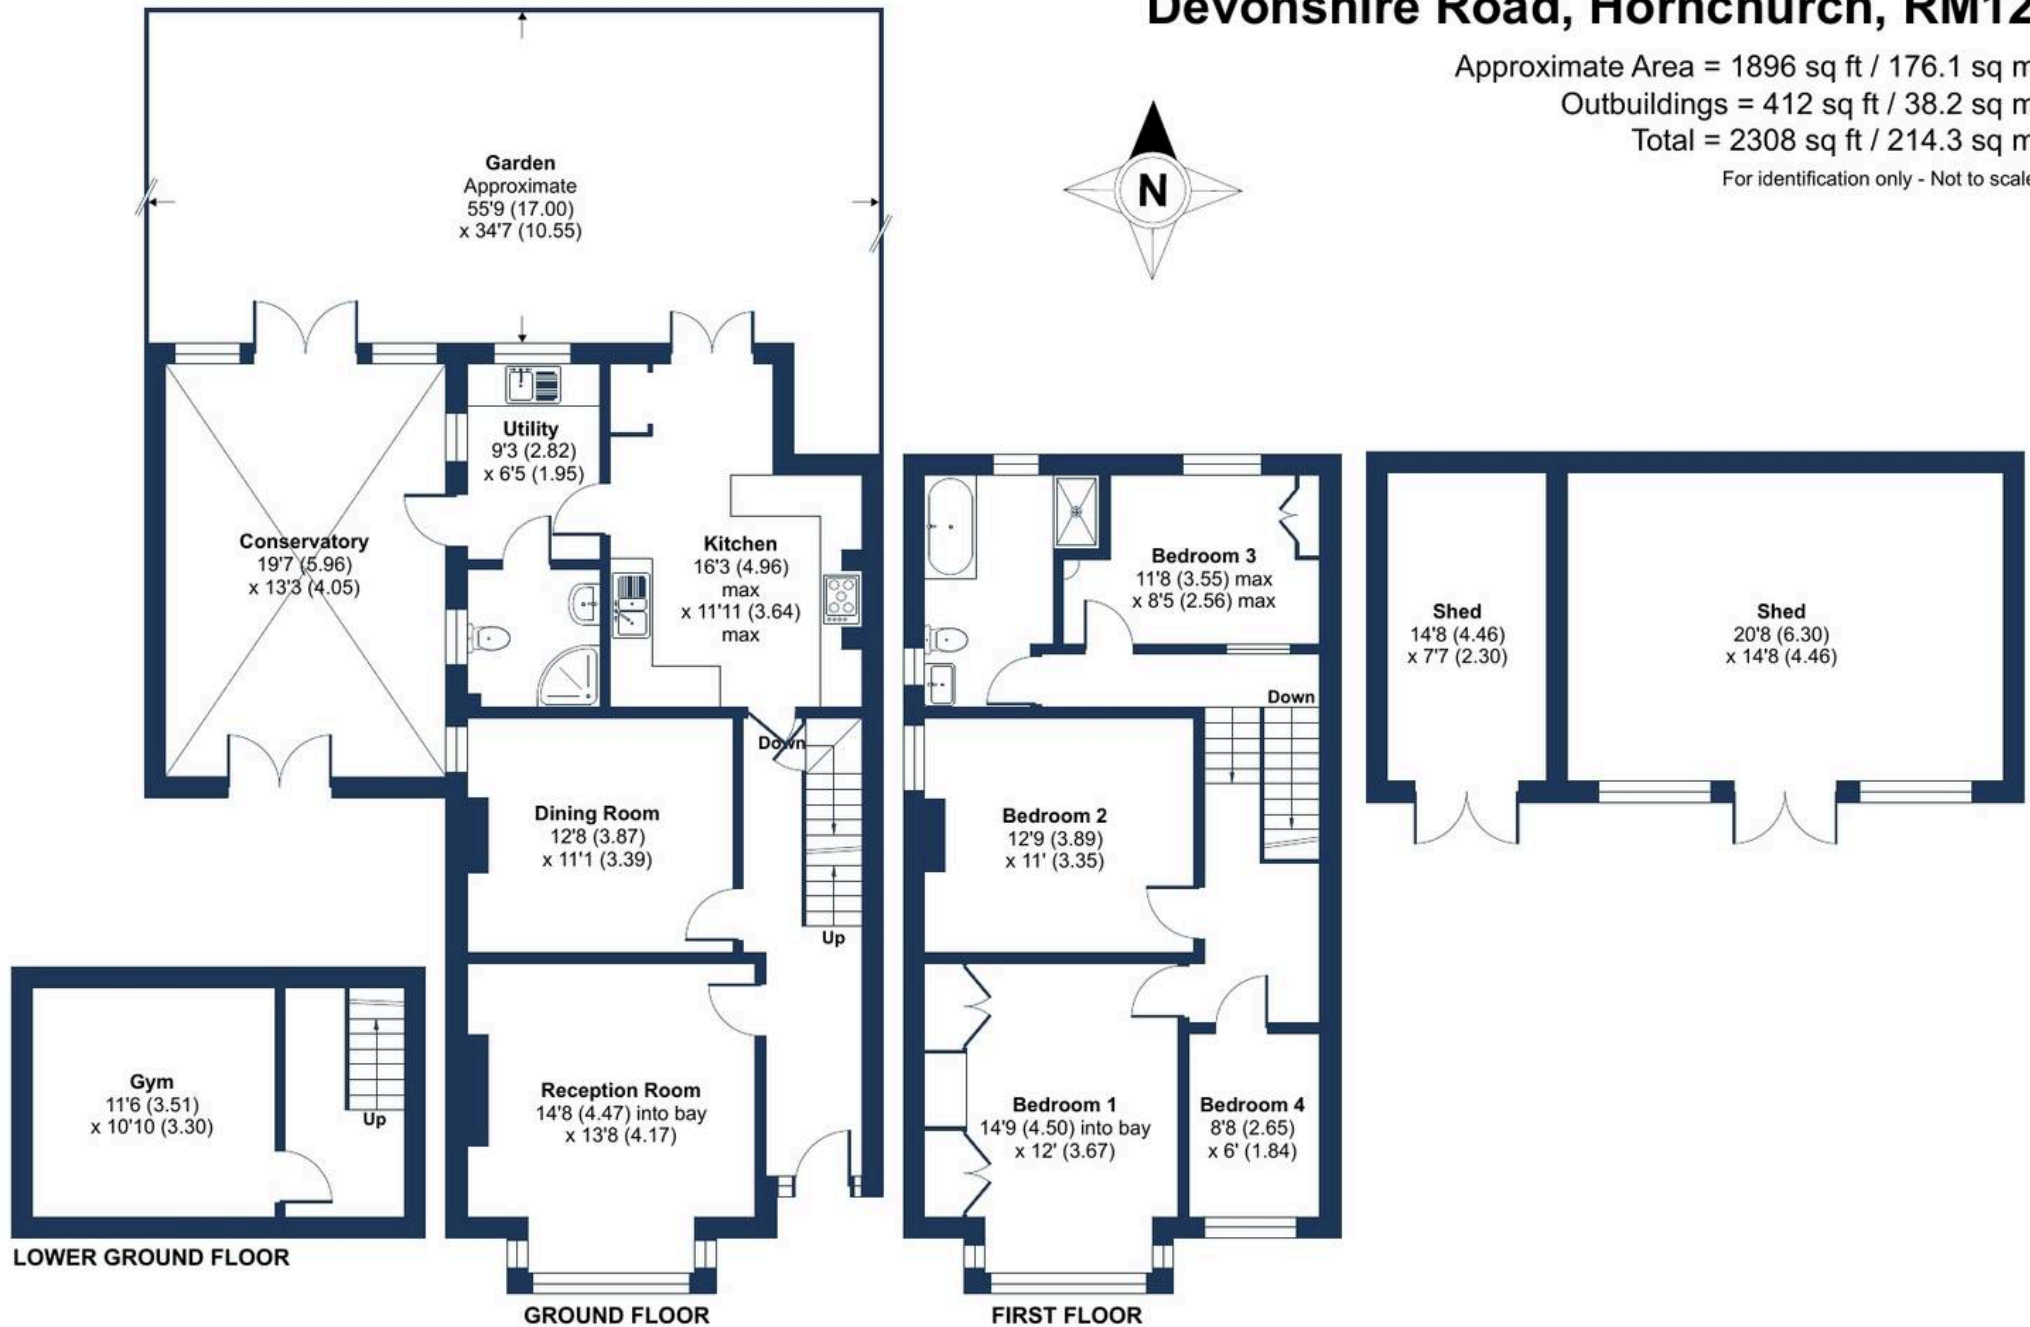 Devonshire Road, Hornchurch, RM12
Approximate Area = 1896 sq ft / 176.1 sq m
Outbuildings = 412 sq ft / 38.2 sq m
Total = 2308 sq ft / 214.3 sq m
For identification only - Not to scale
N
Garden
Approximate
55'9 (17.00)
x 34'7 (10.55)
Utility
9'3 (2.82)
x 6'5 (1.95)
Conservatory
19'7 (5.96)
x 13'3 (4.05)
Kitchen
16'3 (4.96)
max
x 11'11 (3.64)
max
Down
Dining Room
12'8 (3.87)
x 11'1 (3.39)
Up
Reception Room
14'8 (4.47) into bay
x 13'8 (4.17)
GROUND FLOOR
Gym
11'6 (3.51)
x 10'10 (3.30)
Up
LOWER GROUND FLOOR
Bedroom 3
11'8 (3.55) max
x 8'5 (2.56) max
Down
Bedroom 2
12'9 (3.89)
x 11' (3.35)
Bedroom 1
14'9 (4.50) into bay
x 12' (3.67)
Bedroom 4
8'8 (2.65)
x 6' (1.84)
FIRST FLOOR
Shed
14'8 (4.46)
x 7'7 (2.30)
Shed
20'8 (6.30)
x 14'8 (4.46)